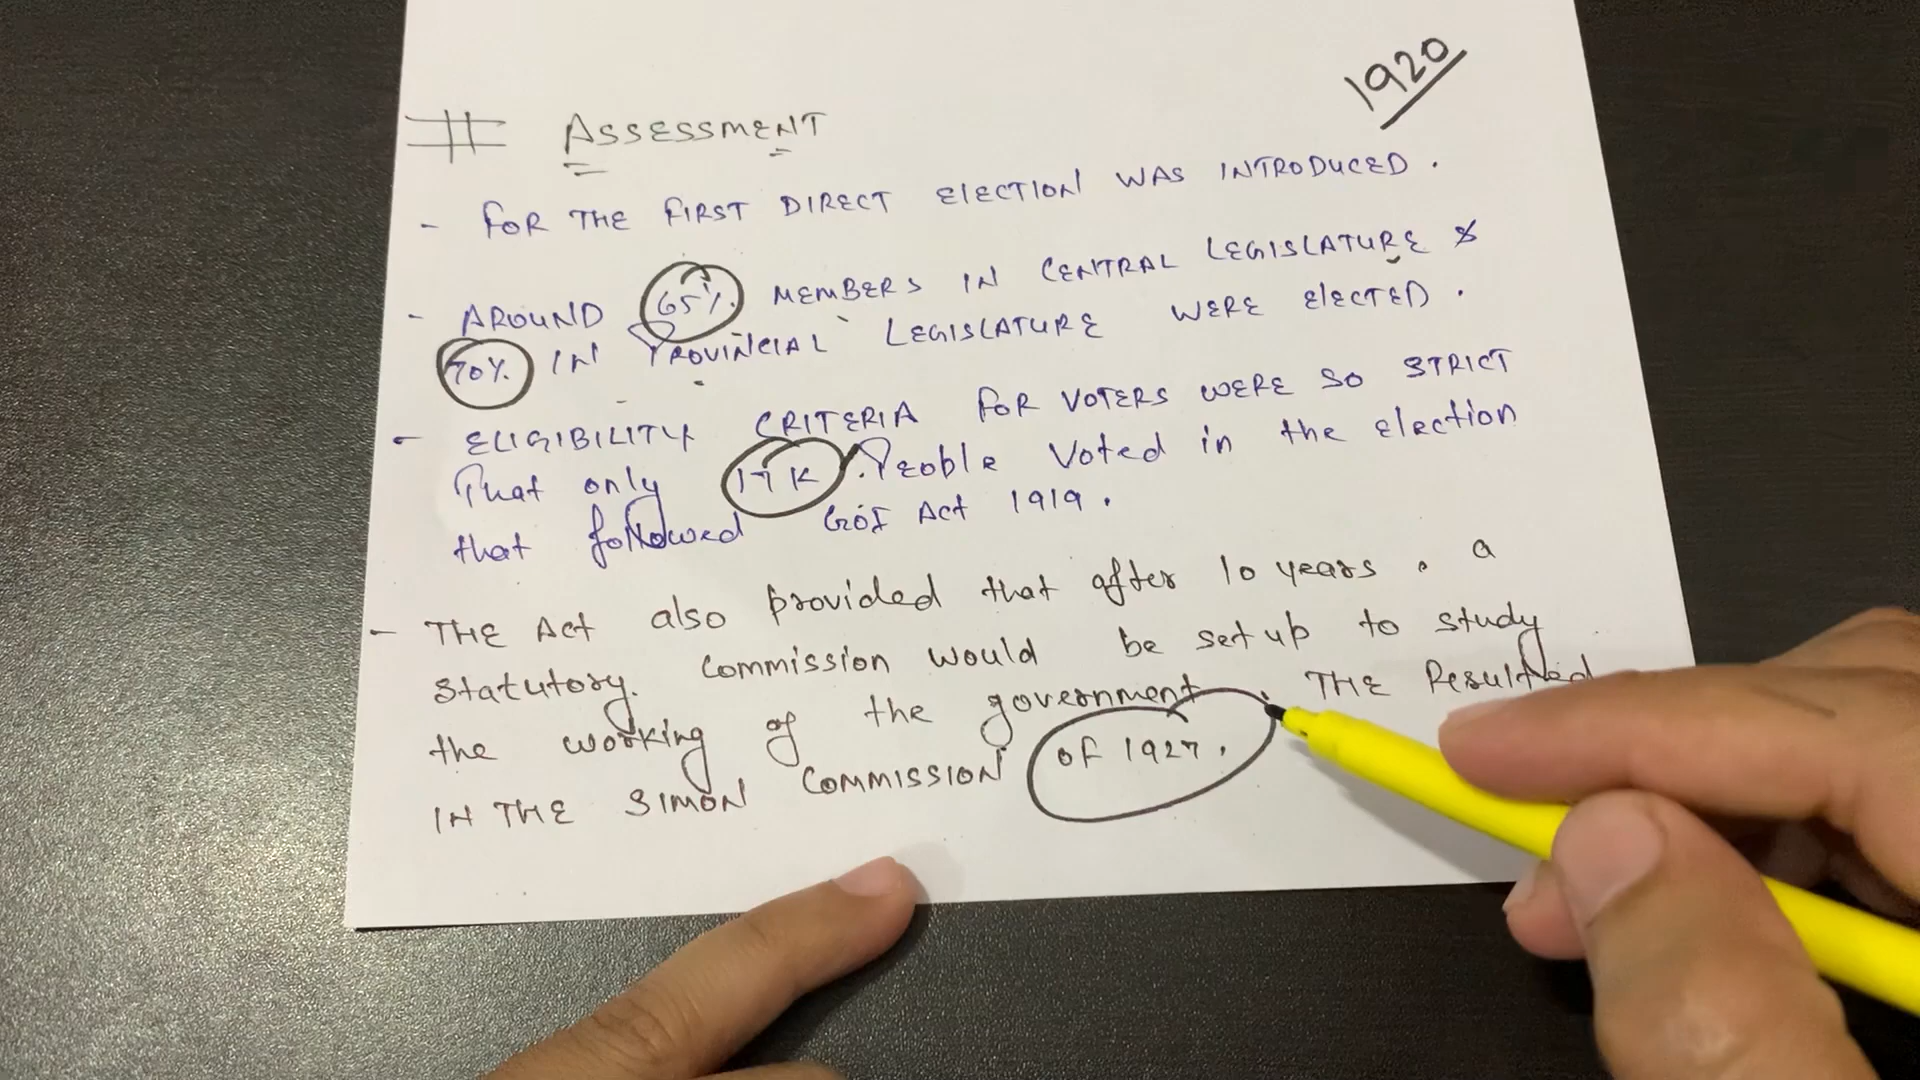 1920
# ASSESSMENT
- FOR THE FIRST DIRECT ElECTION WAS INTRODUCED.
- AROUND 65% MEMBERS IN CENTRAL LEGISLATURE &
70% IN PROVINCIAL LEGISLATURE WERE ElECTED.
- ELIGIBILITY CRITERIA FOR VOTERS WERE SO STRICT
That only 17K. People Voted in the election
that followed GOI Act 1919.
- THE Act also provided that after 10 years. a
statutory. Commission would be set up to study
the working of the government. THE Resulted
IN THE SIMON COMMISSION OF 1927.